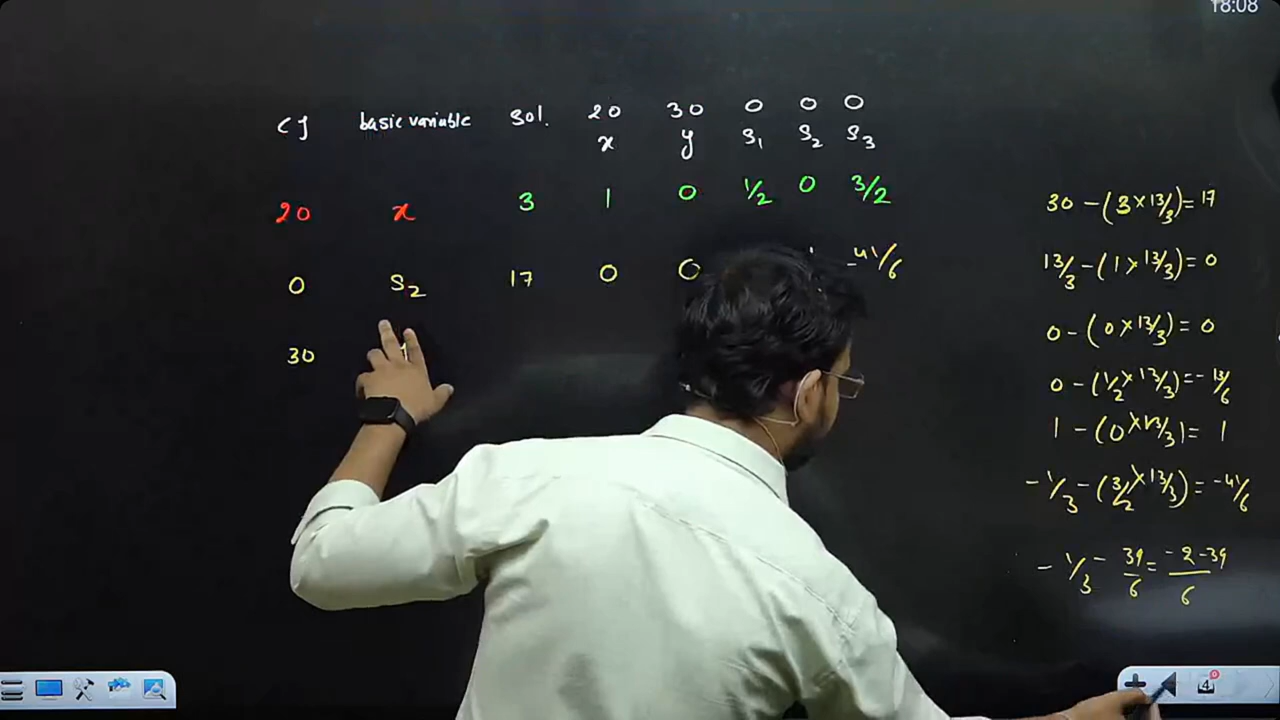 18:08
CJ basic variable Sol. 20 30 0 0 0
x y S1 S2 S3
20 x 3 1 0 1/2 0 3/2
0 S2 17 0 0 -41/6
30
30 - (3 × 13/3) = 17
13/3 - (1 × 13/3) = 0
0 - (0 × 13/3) = 0
0 - (1/2 × 13/3) = - 13/6
1 - (0 × 13/3) = 1
- 1/3 - (3/2 × 13/3) = -41/6
- 1/3 - 39/6 = -2-39/6
4